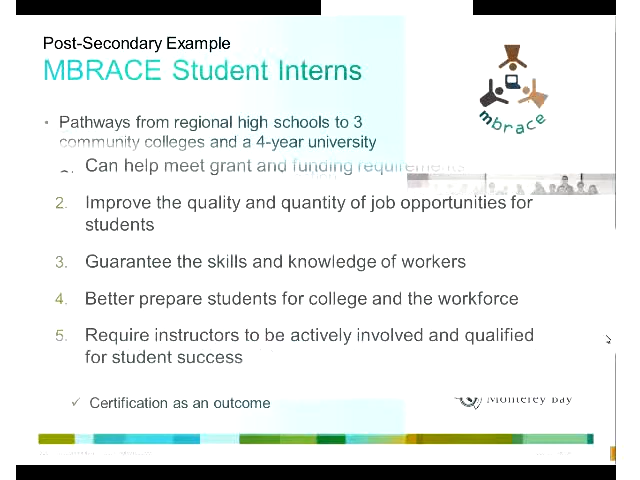 Post-Secondary Example
MBRACE Student Interns
mbrace
• Pathways from regional high schools to 3
community colleges and a 4-year university
Can help meet grant and funding requirements
2. Improve the quality and quantity of job opportunities for
students
3. Guarantee the skills and knowledge of workers
4. Better prepare students for college and the workforce
5. Require instructors to be actively involved and qualified
for student success
✓ Certification as an outcome
Monterey Bay